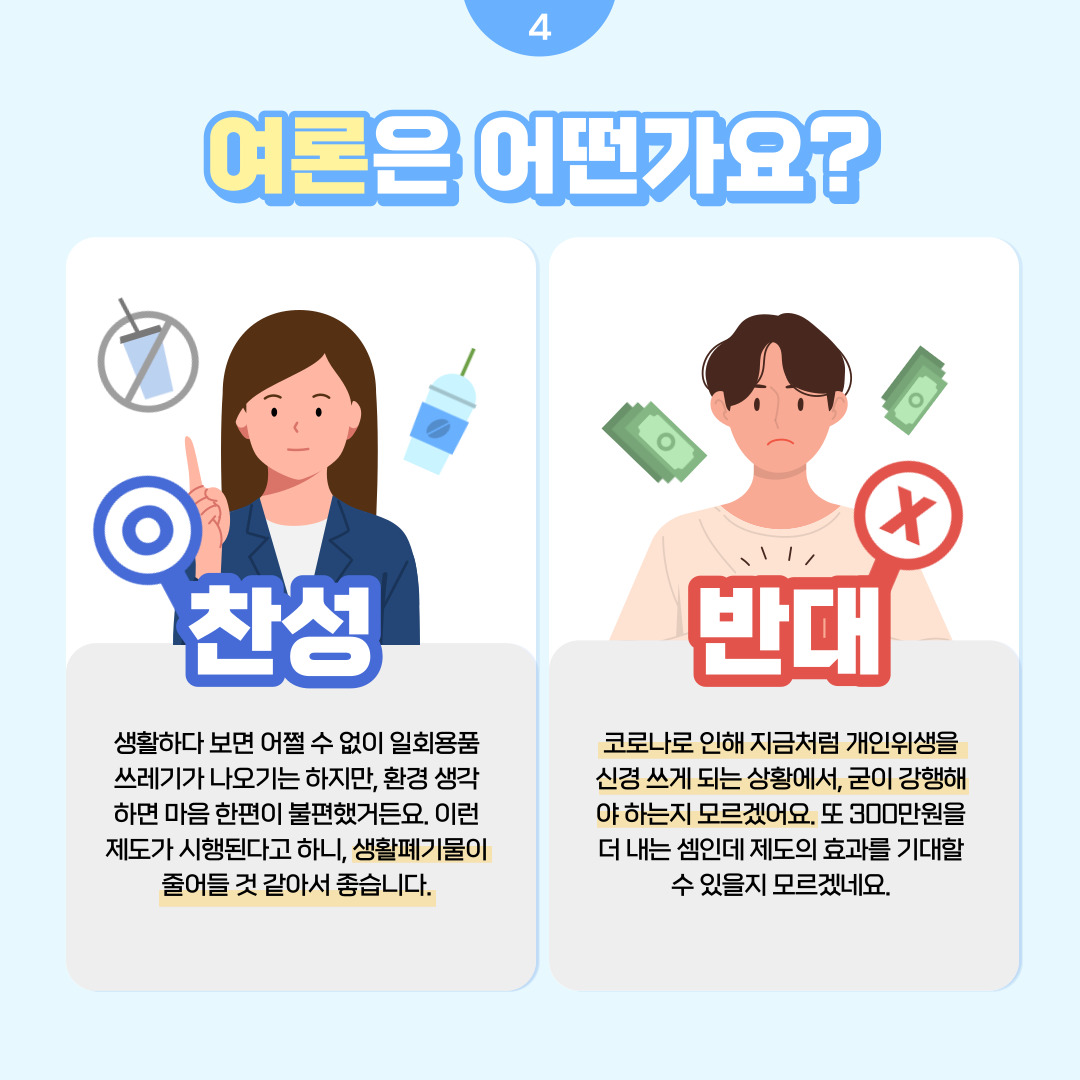 4
여론은 어떤가요?
찬성
생활하다 보면 어쩔 수 없이 일회용품
쓰레기가 나오기는 하지만, 환경 생각
하면 마음 한편이 불편했거든요. 이런
제도가 시행된다고 하니, 생활폐기물이
줄어들 것 같아서 좋습니다.
X
반대
코로나로 인해 지금처럼 개인위생을
신경 쓰게 되는 상황에서, 굳이 강행해
야 하는지 모르겠어요. 또 300만원을
더 내는 셈인데 제도의 효과를 기대할
수 있을지 모르겠네요.